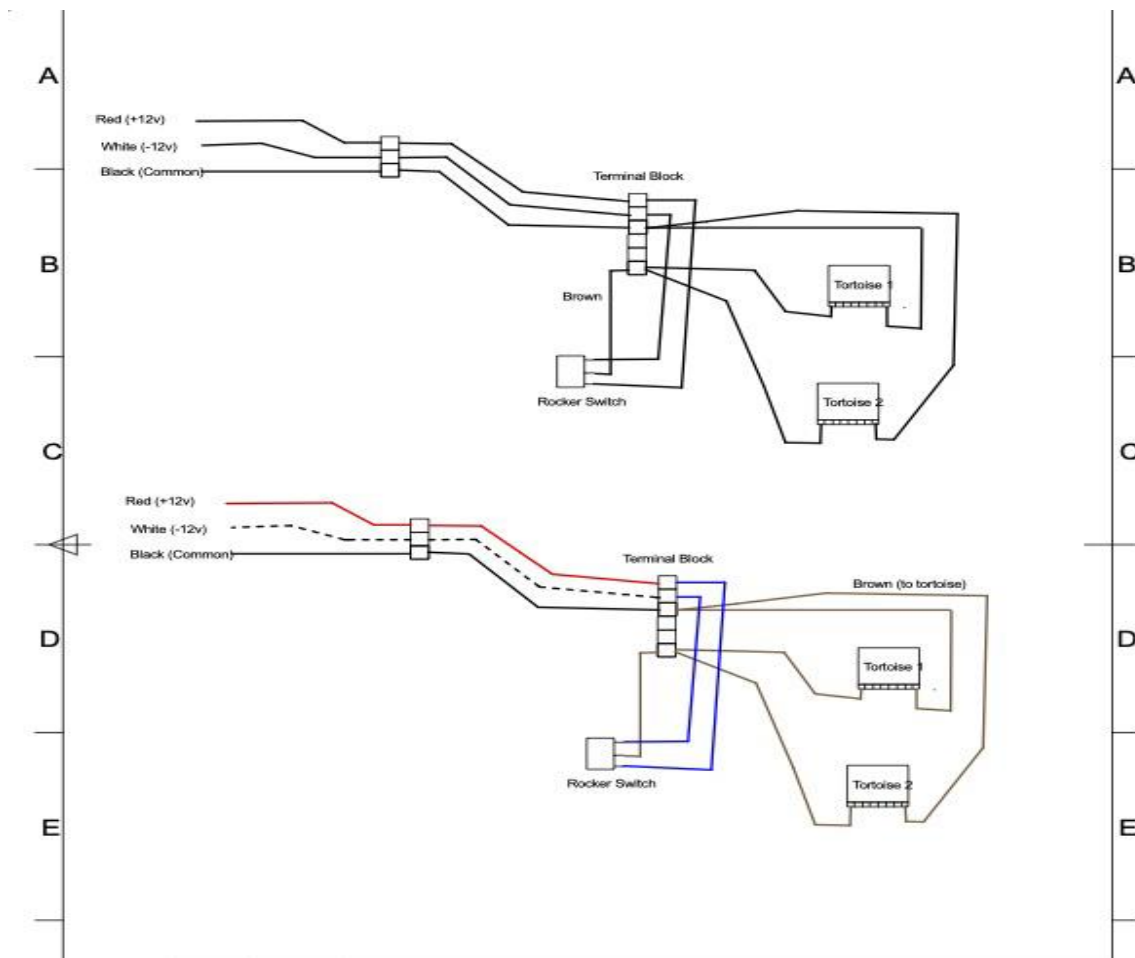 A A
Red (+12v)
White (-12v)
Black (Common)
Terminal Block
B B
Tortoise 1
Brown
Tortoise 2
Rocker Switch
C C
Red (+12v)
White (-12v)
Black (Common)
Terminal Block
Brown (to tortoise)
D D
Tortoise 1
Tortoise 2
Rocker Switch
E E